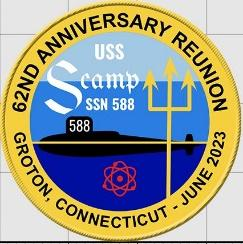 62ND ANNIVERSARY REUNION
USS
Scamp
SSN 588
588
GROTON, CONNECTICUT - JUNE 2023